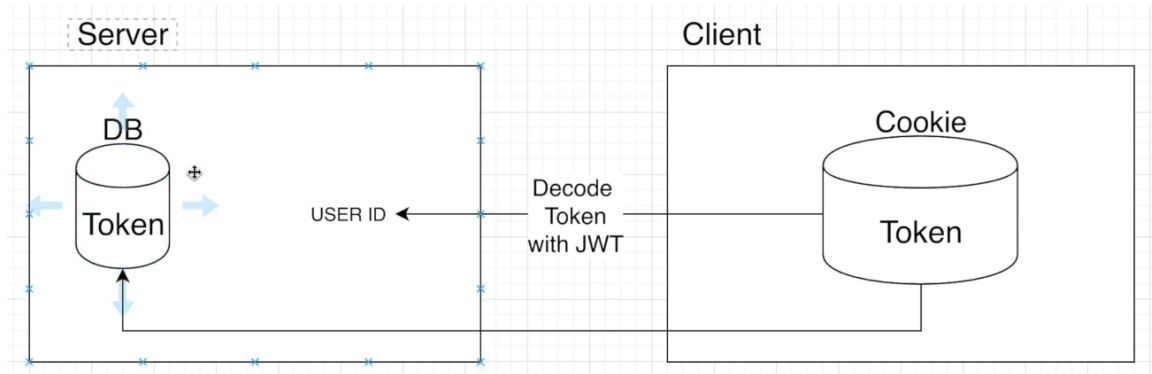 Server
Client
DB
Token
USER ID
Decode
Token
with JWT
Cookie
Token